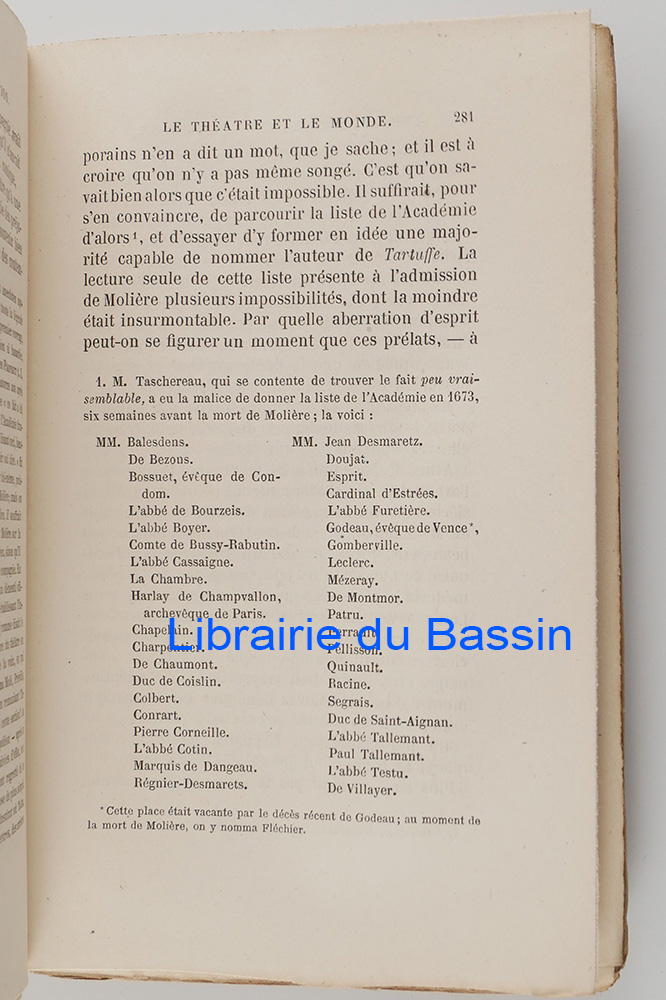 LE THÉATRE ET LE MONDE. 281
porains n'en a dit un mot, que je sache; et il est à
croire qu'on n'y a pas même songé. C'est qu'on sa-
vait bien alors que c'était impossible. Il suffirait, pour
s'en convaincre, de parcourir la liste de l'Académie
d'alors¹, et d'essayer d'y former en idée une majo-
rité capable de nommer l'auteur de Tartuffe. La
lecture seule de cette liste présente à l'admission
de Molière plusieurs impossibilités, dont la moindre
était insurmontable. Par quelle aberration d'esprit
peut-on se figurer un moment que ces prélats, — à
1. M. Taschereau, qui se contente de trouver le fait peu vrai-
semblable, a eu la malice de donner la liste de l'Académie en 1673,
six semaines avant la mort de Molière; la voici :
MM. Balesdens.
De Bezons.
Bossuet, évêque de Con-
dom.
L'abbé de Bourzeis.
L'abbé Boyer.
Comte de Bussy-Rabutin.
L'abbé Cassaigne.
La Chambre.
Harlay de Champvallon,
archevêque de Paris.
Chapelain.
Charpentier.
De Chaumont.
Duc de Coislin.
Colbert.
Conrart.
Pierre Corneille.
L'abbé Cotin.
Marquis de Dangeau.
Régnier-Desmarets.
MM. Jean Desmaretz.
Doujat.
Esprit.
Cardinal d'Estrées.
L'abbé Furetière.
Godeau, évêque de Vence*,
Gomberville.
Leclerc.
Mézeray.
De Montmor.
Patru.
Perrault.
Pellisson.
Quinault.
Racine.
Segrais.
Duc de Saint-Aignan.
L'abbé Tallemant.
Paul Tallemant.
L'abbé Testu.
De Villayer.
* Cette place était vacante par le décès récent de Godeau; au moment de
la mort de Molière, on y nomma Fléchier.
Librairie du Bassin